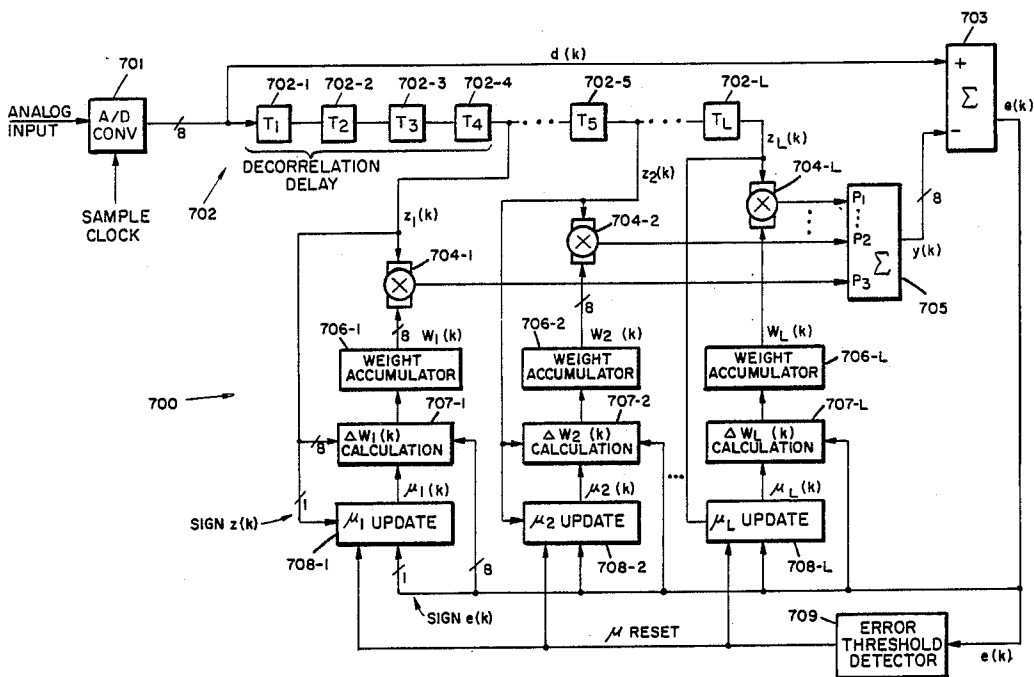 703
701
d(k)
702-1
702-2
702-3
702-4
702-5
702-L
+
Σ
e(k)
−
ANALOG
INPUT
A/D
CONV
8
T1
T2
T3
T4
T5
TL
DECORRELATION
DELAY
702
SAMPLE
CLOCK
zL(k)
z2(k)
704-L
z1(k)
704-2
704-1
P1
P2
P3
Σ
8
y(k)
705
8
W1(k)
8
W2(k)
WL(k)
706-1
706-2
706-L
WEIGHT
ACCUMULATOR
WEIGHT
ACCUMULATOR
WEIGHT
ACCUMULATOR
700
707-1
707-2
707-L
ΔW1(k)
CALCULATION
ΔW2(k)
CALCULATION
ΔWL(k)
CALCULATION
8
μ1(k)
μ2(k)
μL(k)
1
SIGN z(k)
μ1 UPDATE
μ2 UPDATE
μL UPDATE
708-1
708-2
708-L
1
8
SIGN e(k)
μ RESET
709
ERROR
THRESHOLD
DETECTOR
e(k)